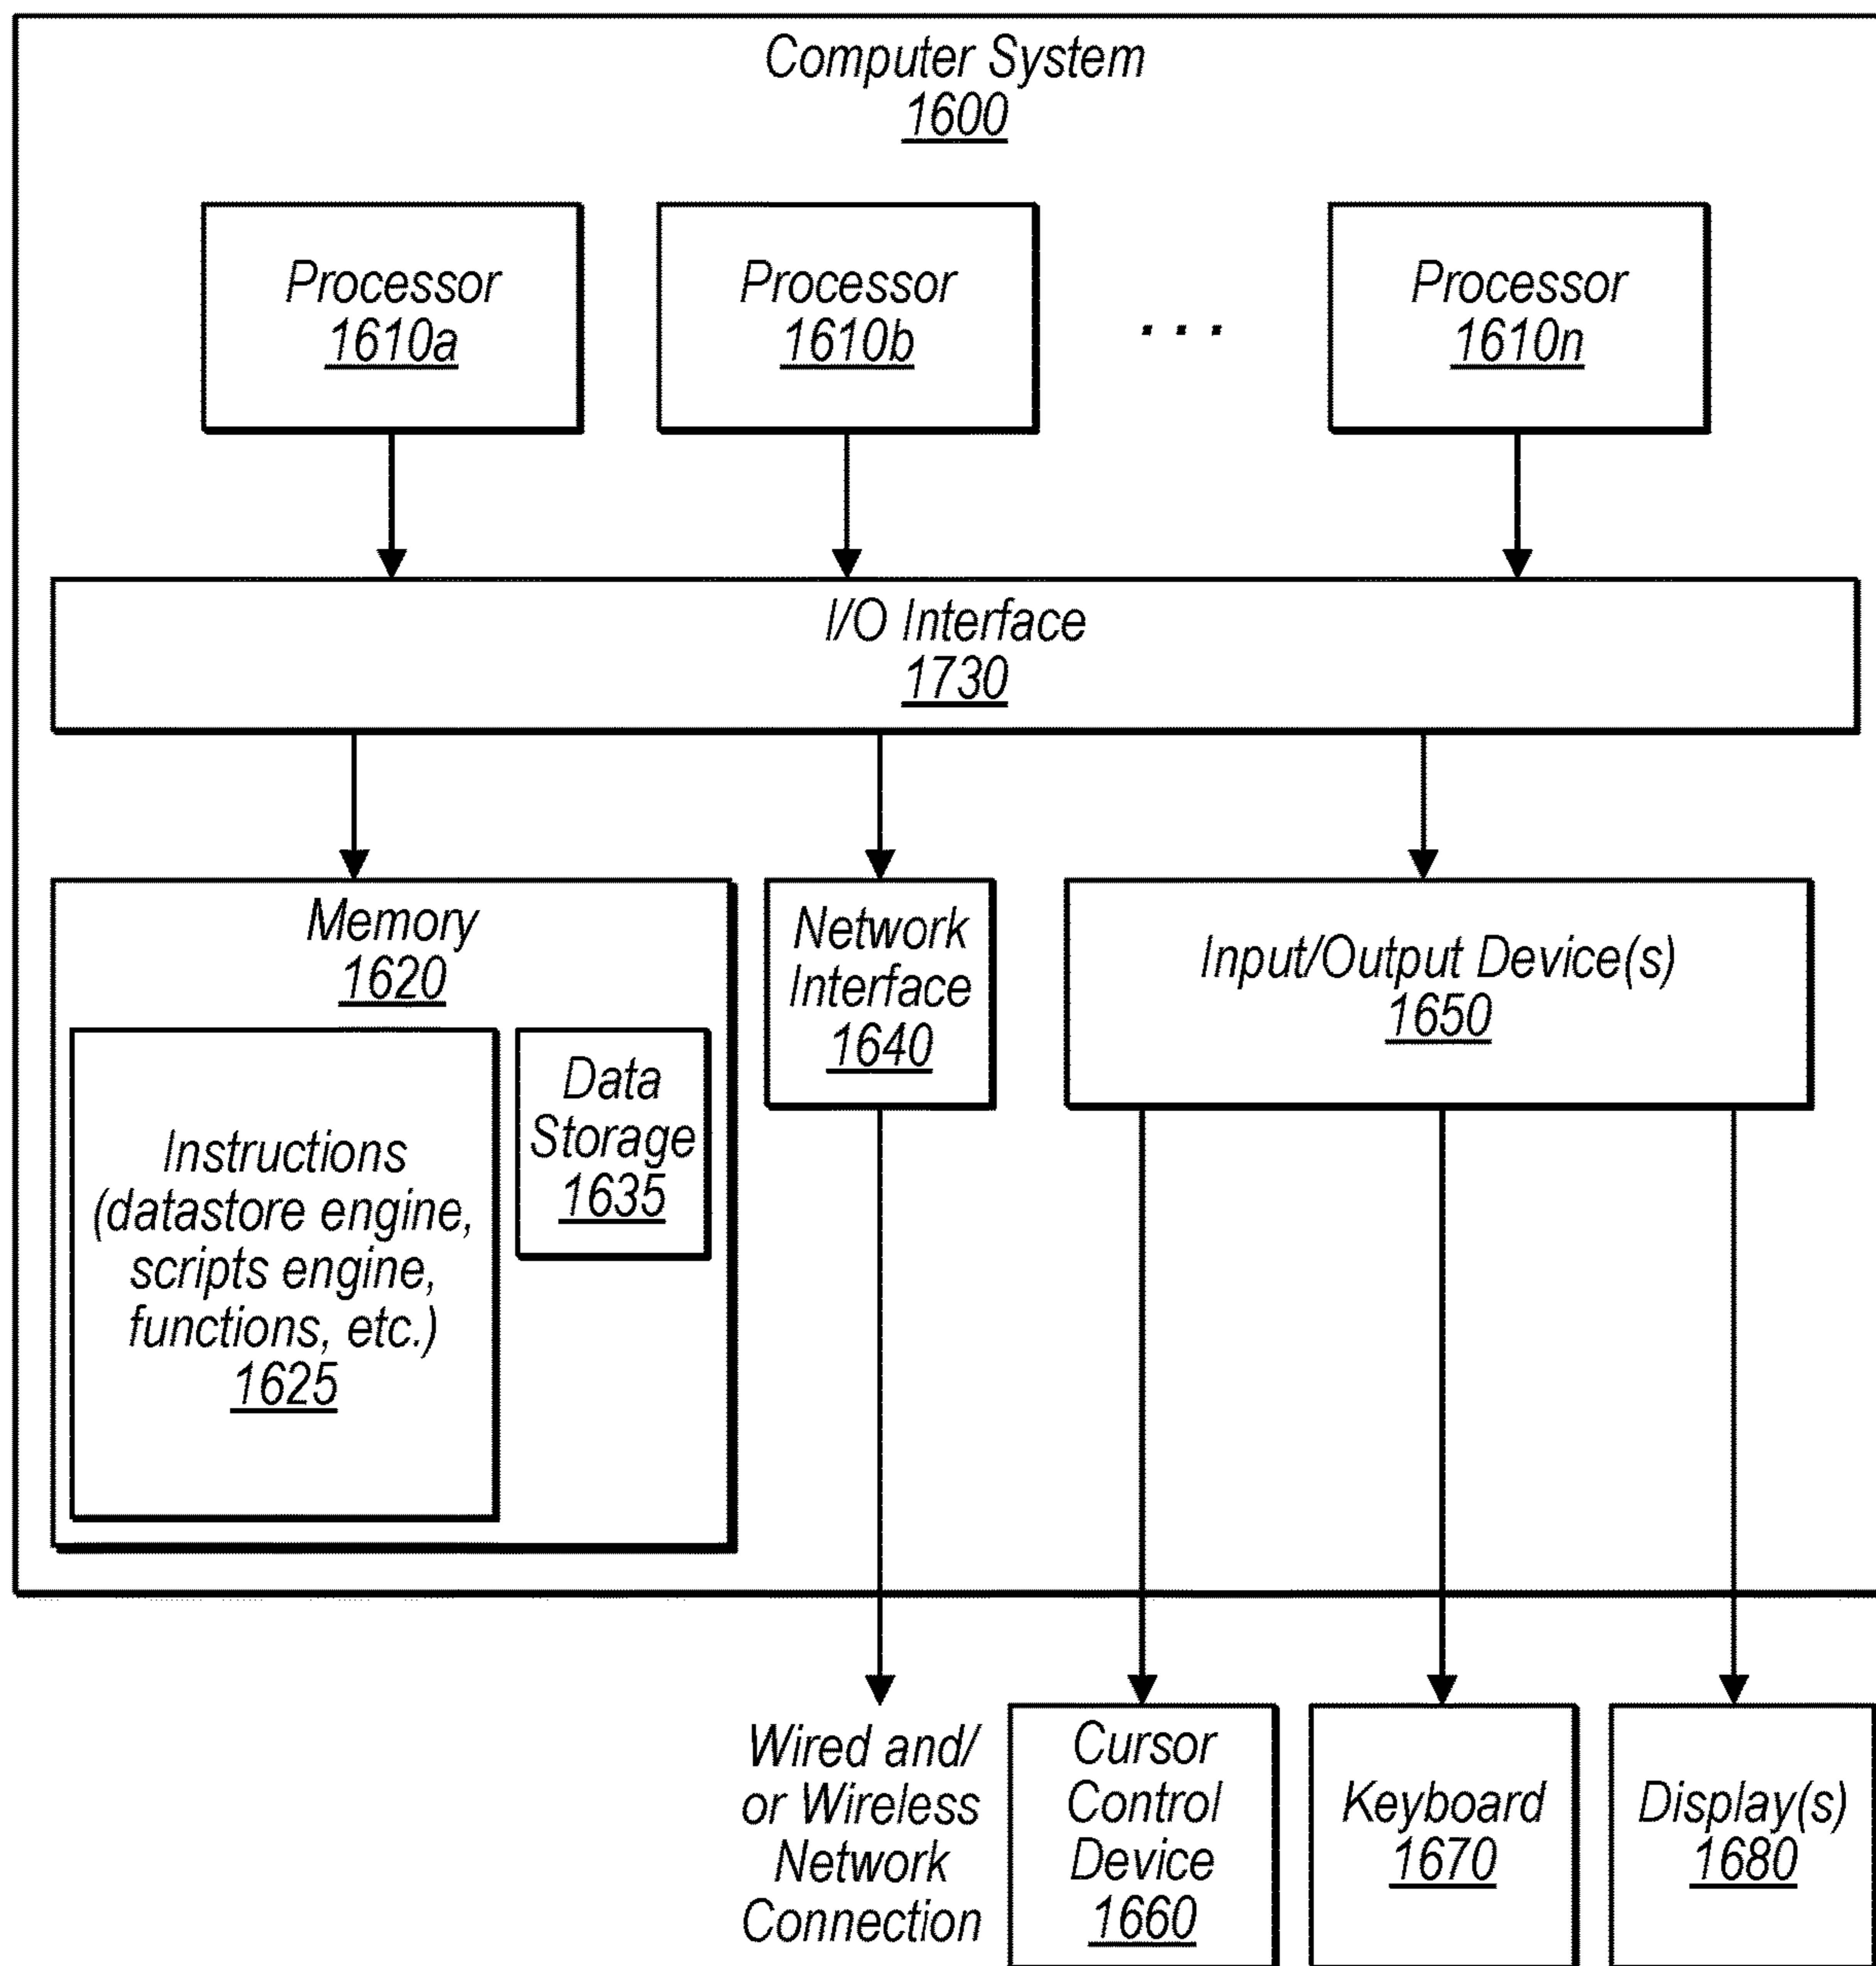 Computer System
1600
Processor
1610a
Processor
1610b
. . .
Processor
1610n
I/O Interface
1730
Memory
1620
Instructions
(datastore engine,
scripts engine,
functions, etc.)
1625
Data
Storage
1635
Network
Interface
1640
Input/Output Device(s)
1650
Wired and/
or Wireless
Network
Connection
Cursor
Control
Device
1660
Keyboard
1670
Display(s)
1680